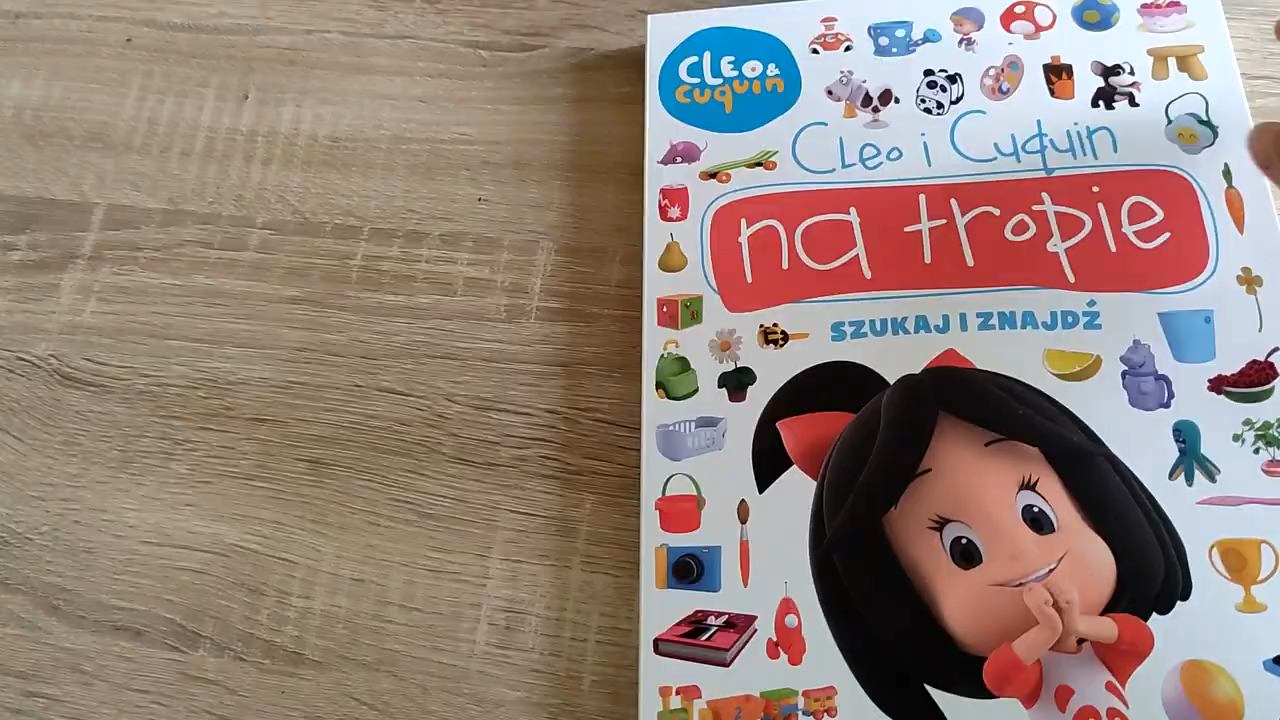 CLEO &
cuquin
Cleo i Cuquin
na tropie
SZUKAJ I ZNAJDŹ